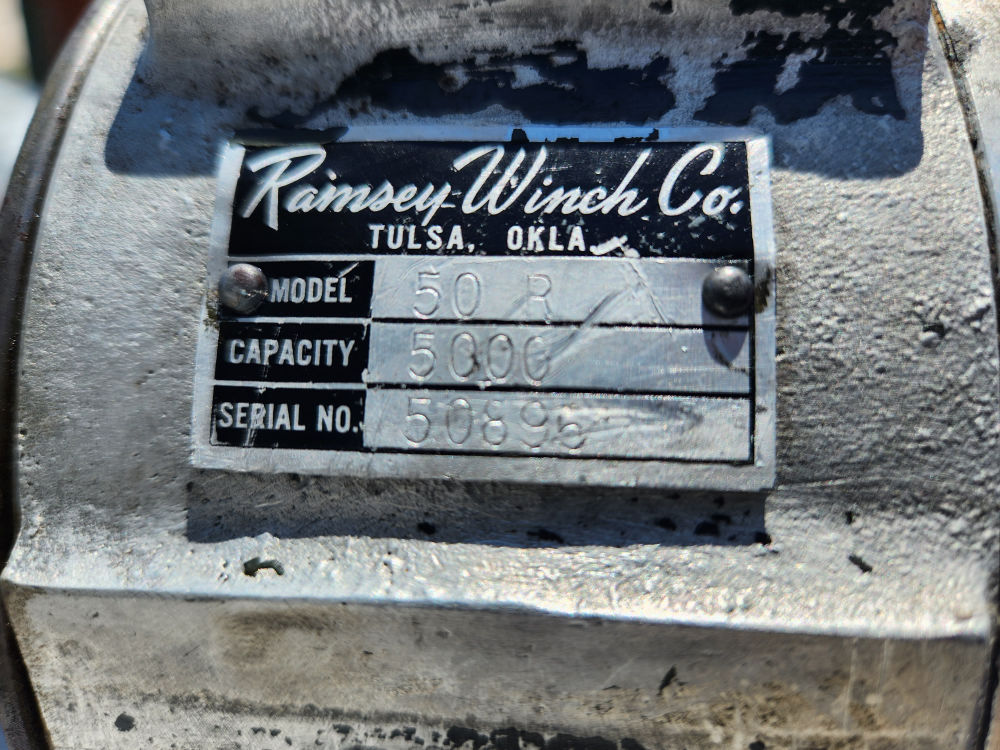 Ramsey Winch Co.
TULSA, OKLA.
MODEL 50 R
CAPACITY 5000
SERIAL NO. 50896